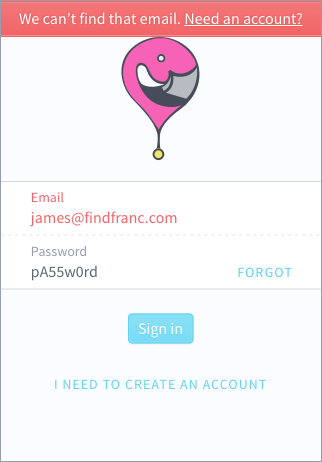 We can't find that email. Need an account?
Email
james@findfranc.com
Password
pA55w0rd
FORGOT
Sign in
I NEED TO CREATE AN ACCOUNT